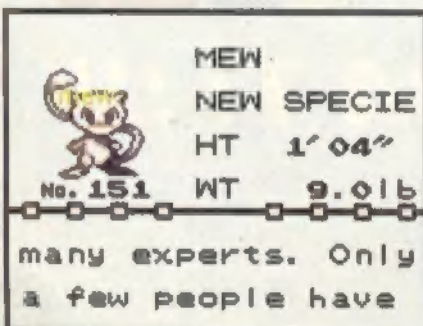 MEW
NEW SPECIE
HT 1'04"
No. 151 WT 9.0lb
many experts. Only
a few people have